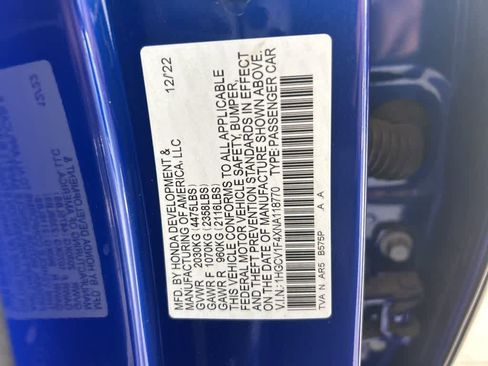 MFD. BY HONDA DEVELOPMENT &
MANUFACTURING OF AMERICA, LLC 12/22
GVWR 2030KG (4475LBS)
GAWR F 1070KG (2358LBS)
GAWR R 960KG (2116LBS)
THIS VEHICLE CONFORMS TO ALL APPLICABLE
FEDERAL MOTOR VEHICLE SAFETY, BUMPER,
AND THEFT PREVENTION STANDARDS IN EFFECT
ON THE DATE OF MANUFACTURE SHOWN ABOVE.
V.I.N.:1HGCV1F4XNA118770 TYPE: PASSENGER CAR
TVA N AR5 B575P A A